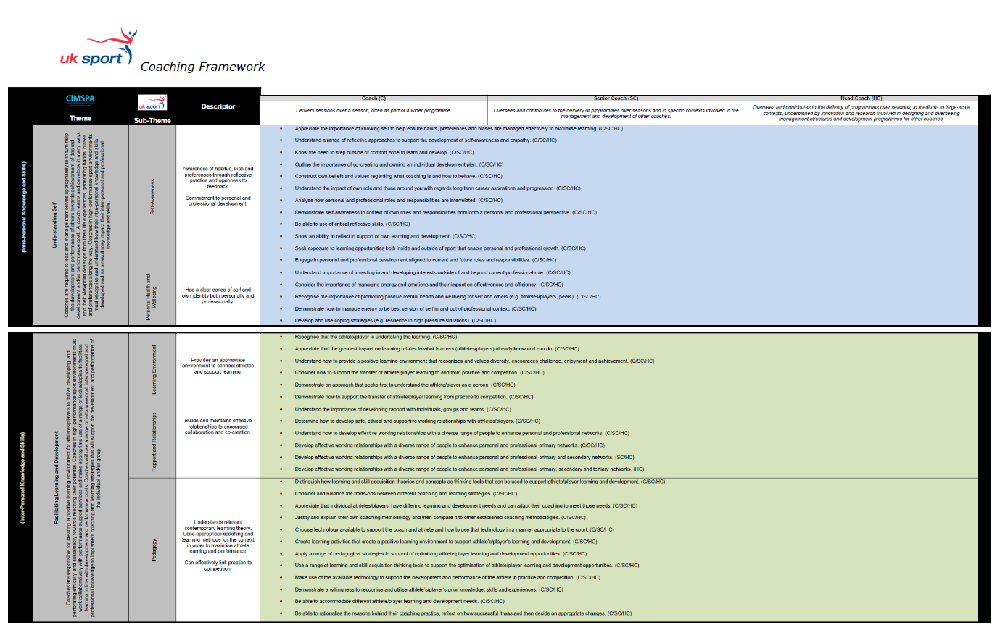 uk sport
Coaching Framework
CIMSPA
Theme
uk sport
Sub-Theme
Descriptor
Coach (C)
Senior Coach (SC)
Head Coach (HC)
Delivers sessions over a season, often as part of a wider programme.
Oversees and contributes to the delivery of programmes over seasons and in specific contexts Involved in the
management and development of other coaches.
Oversees and contributes to the delivery of programmes over seasons, in medium- to large-scale
contexts, underpinned by innovation and research Involved in designing and overseeing
management structures and development programmes for other coaches.
(Intra-Personal Knowledge and Skills)
Understanding Self
Coaches are required to lead and manage themselves appropriately to in turn help
the development and performance of others towards achievement of desired
development and/or performance goal. A coach learns and develops in many ways
and their viewpoint develops from their life experiences, generating habits, biases
and preferences along the way. Coaches in high-performance sport environments
must recognise and understand how their intra-personal knowledge and skills
developed and as a result may impact their inter-personal and professional
knowledge and skills.
Self-Awareness
Awareness of habitus, bias and
preferences through reflective
practice and openness to
feedback.
Commitment to personal and
professional development.
• Appreciate the importance of knowing self to help ensure habits, preferences and biases are managed effectively to maximise learning. (C/SC/HC)
• Understand a range of reflective approaches to support the development of self-awareness and empathy. (C/SC/HC)
• Know the need to step outside of comfort zone to learn and develop. (C/SC/HC)
• Outline the importance of co-creating and owning an individual development plan. (C/SC/HC)
• Construct own beliefs and values regarding what coaching is and how to behave. (C/SC/HC)
• Understand the impact of own role and those around you with regards long term career aspirations and progression. (C/SC/HC)
• Analyse how personal and professional roles and responsibilities are interrelated. (C/SC/HC)
• Demonstrate self-awareness in context of own roles and responsibilities from both a personal and professional perspective. (C/SC/HC)
• Be able to use of critical reflective skills. (C/SC/HC)
• Show an ability to reflect in support of own learning and development. (C/SC/HC)
• Seek exposure to learning opportunities both inside and outside of sport that enable personal and professional growth. (C/SC/HC)
• Engage in personal and professional development aligned to current and future roles and responsibilities. (C/SC/HC)
Personal Health and
Wellbeing
Has a clear sense of self and
own identity both personally and
professionally.
• Understand importance of investing in and developing interests outside of and beyond current professional role. (C/SC/HC)
• Consider the importance of managing energy and emotions and their impact on effectiveness and efficiency. (C/SC/HC)
• Recognise the importance of promoting positive mental health and wellbeing for self and others (e.g. athletes/players, peers). (C/SC/HC)
• Demonstrate how to manage energy to be best version of self in and out of professional context. (C/SC/HC)
• Develop and use coping strategies (e.g. resilience in high pressure situations). (C/SC/HC)
(Inter-Personal Knowledge and Skills)
Facilitating Learning and Development
Coaches are responsible for creating a positive learning environment for athletes/players to thrive, developing and
performing ethically and sustainably towards reaching their potential. Coaches in high-performance sport environments must
work collaboratively with performance support services and make appropriate use of a range of technologies to facilitate
learning in line with development and performance goals. Coaches will use a range of intra-personal, inter-personal and
professional knowledge to implement coaching and learning strategies that will support the development and performance of
the individual and/or group.
Learning Environment
Provides an appropriate
environment to connect athletes
and support learning.
• Recognise that the athlete/player is undertaking the learning. (C/SC/HC)
• Appreciate that the greatest impact on learning relates to what learners (athletes/players) already know and can do. (C/SC/HC)
• Understand how to provide a positive learning environment that recognises and values diversity, encourages challenge, enjoyment and achievement. (C/SC/HC)
• Consider how to support the transfer of athlete/player learning to and from practice and competition. (C/SC/HC)
• Demonstrate an approach that seeks first to understand the athlete/player as a person. (C/SC/HC)
• Demonstrate how to support the transfer of athlete/player learning from practice to competition. (C/SC/HC)
Rapport and Relationships
Builds and maintains effective
relationships to encourage
collaboration and co-creation.
• Understand the importance of developing rapport with individuals, groups and teams. (C/SC/HC)
• Determine how to develop safe, ethical and supportive working relationships with athletes/players. (C/SC/HC)
• Understand how to develop effective working relationships with a diverse range of people to enhance personal and professional networks. (C/SC/HC)
• Develop effective working relationships with a diverse range of people to enhance personal and professional primary networks. (C/SC/HC)
• Develop effective working relationships with a diverse range of people to enhance personal and professional primary and secondary networks. (SC/HC)
• Develop effective working relationships with a diverse range of people to enhance personal and professional primary, secondary and tertiary networks. (HC)
Pedagogy
Understands relevant
contemporary learning theory.
Uses appropriate coaching and
learning methods for the context
in order to maximise athlete
learning and performance.
Can effectively link practice to
competition.
• Distinguish how learning and skill acquisition theories and concepts as thinking tools that can be used to support athlete/player learning and development. (C/SC/HC)
• Consider and balance the trade-offs between different coaching and learning strategies. (C/SC/HC)
• Appreciate that individual athletes/players' have differing learning and development needs and can adapt their coaching to meet those needs. (C/SC/HC)
• Justify and explain their own coaching methodology and then compare it to other established coaching methodologies. (C/SC/HC)
• Choose technology available to support the coach and athlete and how to use that technology in a manner appropriate to the sport. (C/SC/HC)
• Create learning activities that create a positive learning environment to support athlete's/player's learning and development. (C/SC/HC)
• Apply a range of pedagogical strategies to support of optimising athlete/player learning and development opportunities. (C/SC/HC)
• Use a range of learning and skill acquisition thinking tools to support the optimisation of athlete/player learning and development opportunities. (C/SC/HC)
• Make use of the available technology to support the development and performance of the athlete in practice and competition. (C/SC/HC)
• Demonstrate a willingness to recognise and utilise athlete's/player's prior knowledge, skills and experiences. (C/SC/HC)
• Be able to accommodate different athlete/player learning and development needs. (C/SC/HC)
• Be able to rationalise the reasons behind their coaching practice, reflect on how successful it was and then decide on appropriate changes. (C/SC/HC)